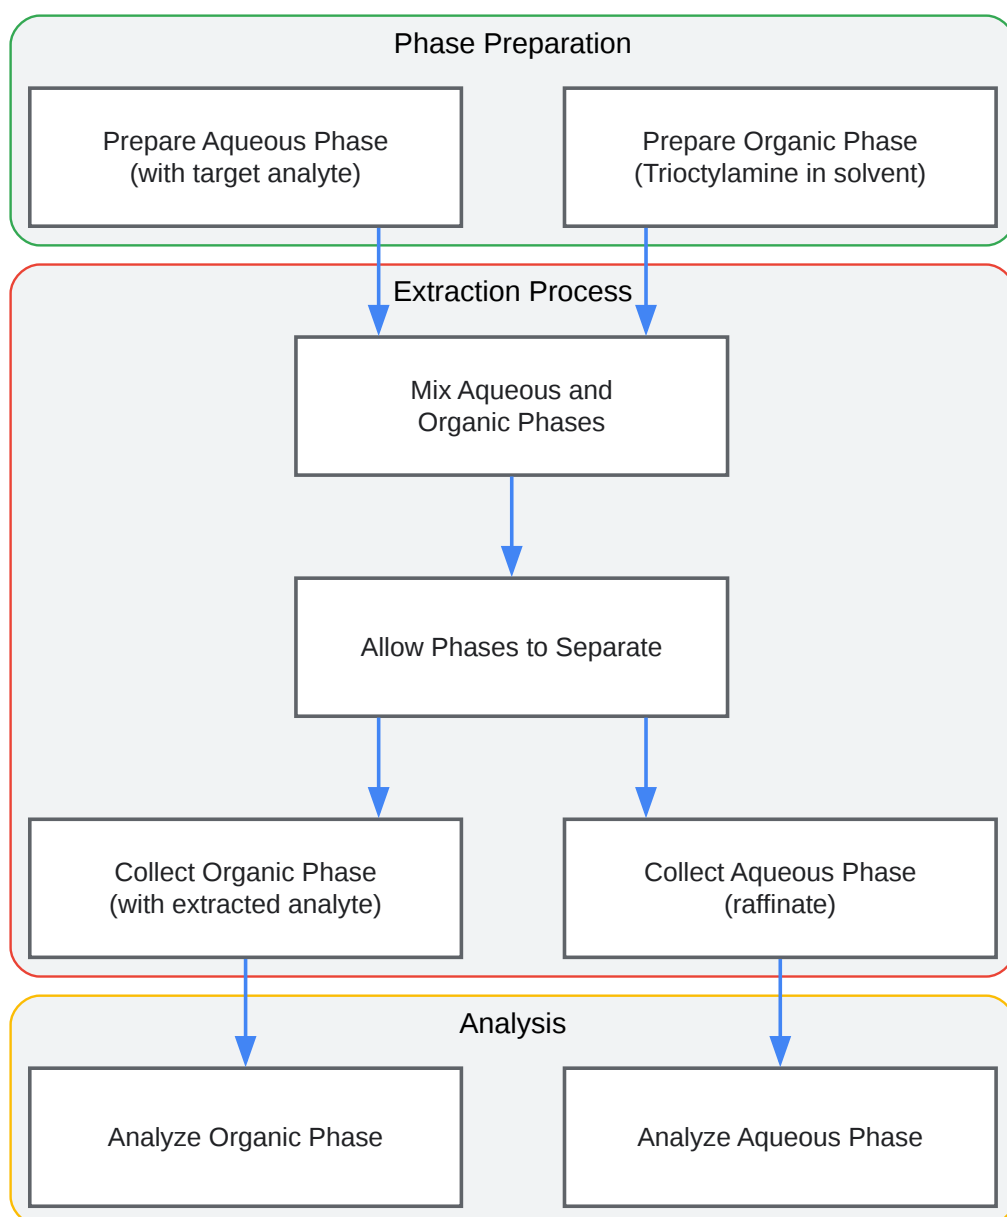 Phase Preparation
Prepare Aqueous Phase
(with target analyte)
Prepare Organic Phase
(Trioctylamine in solvent)
Extraction Process
Mix Aqueous and
Organic Phases
Allow Phases to Separate
Collect Organic Phase
(with extracted analyte)
Collect Aqueous Phase
(raffinate)
Analysis
Analyze Organic Phase
Analyze Aqueous Phase